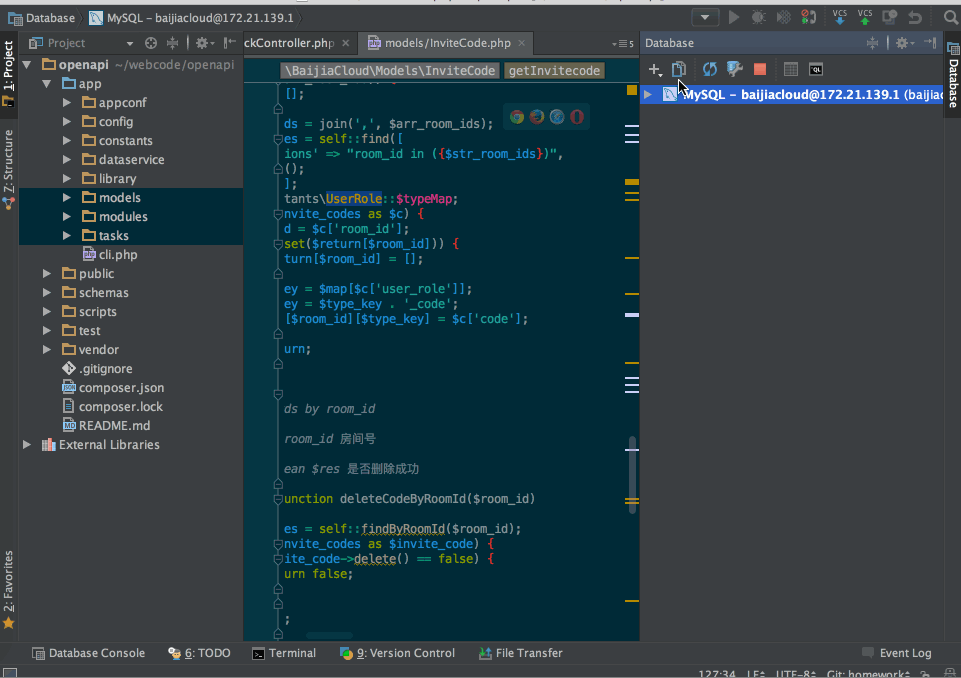 Database
MySQL – baijiacloud@172.21.139.1
VCS
VCS
Project
ckController.php
models/InviteCode.php
5
Database
1: Project
Z: Structure
2: Favorites
Database
openapi ~/webcode/openapi
app
appconf
config
constants
dataservice
library
models
modules
tasks
cli.php
public
schemas
scripts
test
vendor
.gitignore
composer.json
composer.lock
README.md
External Libraries
\BaijiaCloud\Models\InviteCode
getInvitecode
[];
ds = join(',', $arr_room_ids);
es = self::find([
ions' => "room_id in ({$str_room_ids})",
();
];
tants\UserRole::$typeMap;
nvite_codes as $c) {
d = $c['room_id'];
set($return[$room_id])) {
turn[$room_id] = [];
ey = $map[$c['user_role']];
ey = $type_key . '_code';
[$room_id][$type_key] = $c['code'];
urn;
ds by room_id
room_id 房间号
ean $res 是否删除成功
unction deleteCodeByRoomId($room_id)
es = self::findByRoomId($room_id);
nvite_codes as $invite_code) {
ite_code->delete() == false) {
urn false;
;
QL
MySQL – baijiacloud@172.21.139.1 (baijiac
Database Console
6: TODO
Terminal
9: Version Control
File Transfer
Event Log
127:34
LF
UTF-8
Git: homework